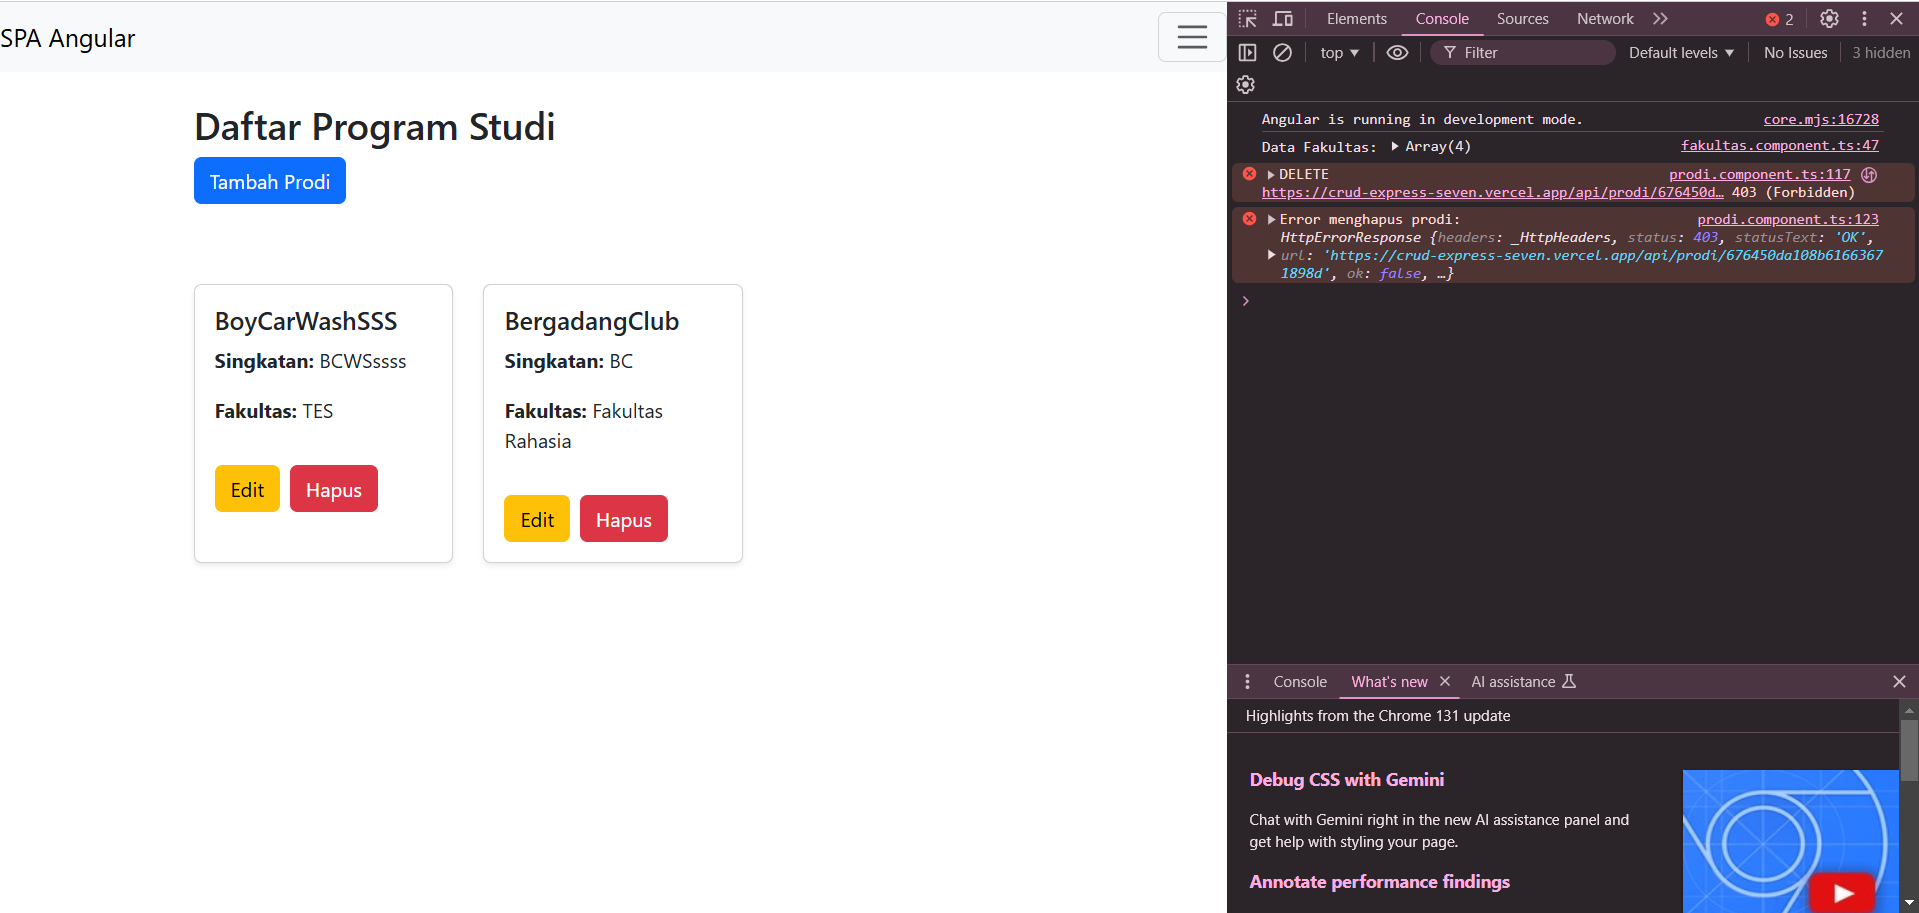 SPA Angular
Daftar Program Studi
Tambah Prodi
BoyCarWashSSS
Singkatan: BCWSssss
Fakultas: TES
Edit Hapus
BergadangClub
Singkatan: BC
Fakultas: Fakultas
Rahasia
Edit Hapus
Elements Console Sources Network 2
top Filter Default levels No Issues 3 hidden
Angular is running in development mode. core.mjs:16728
Data Fakultas: Array(4) fakultas.component.ts:47
DELETE prodi.component.ts:117
https://crud-express-seven.vercel.app/api/prodi/676450d… 403 (Forbidden)
Error menghapus prodi: prodi.component.ts:123
HttpErrorResponse {headers: _HttpHeaders, status: 403, statusText: 'OK',
url: 'https://crud-express-seven.vercel.app/api/prodi/676450da108b6166367
1898d', ok: false, …}
Console What's new AI assistance
Highlights from the Chrome 131 update
Debug CSS with Gemini
Chat with Gemini right in the new AI assistance panel and
get help with styling your page.
Annotate performance findings